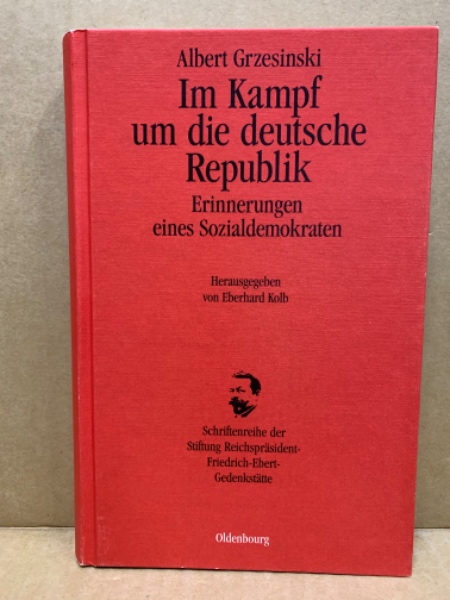 Albert Grzesinski
Im Kampf
um die deutsche
Republik
Erinnerungen
eines Sozialdemokraten
Herausgegeben
von Eberhard Kolb
Schriftenreihe der
Stiftung Reichspräsident-
Friedrich-Ebert-
Gedenkstätte
Oldenbourg